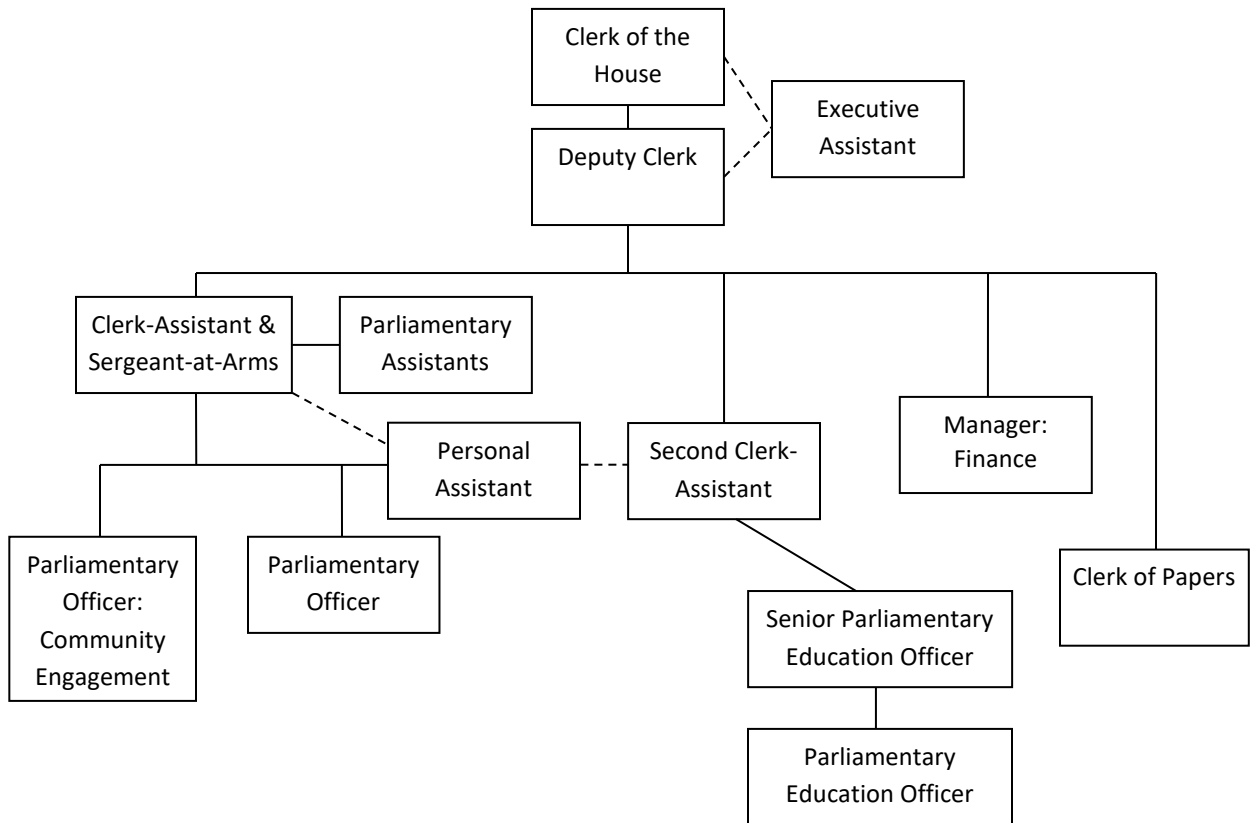 Clerk of the
House
Executive
Assistant
Deputy Clerk
Clerk-Assistant &
Sergeant-at-Arms
Parliamentary
Assistants
Personal
Assistant
Second Clerk-
Assistant
Manager:
Finance
Parliamentary
Officer:
Community
Engagement
Parliamentary
Officer
Clerk of Papers
Senior Parliamentary
Education Officer
Parliamentary
Education Officer